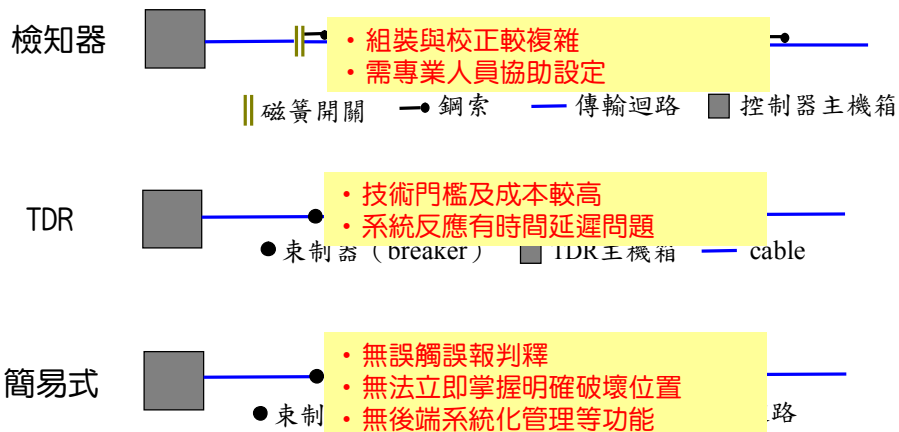 檢知器
• 組裝與校正較複雜
• 需專業人員協助設定
磁簧開關 鋼索 傳輸迴路 控制器主機箱
TDR
• 技術門檻及成本較高
• 系統反應有時間延遲問題
束制器（breaker） TDR主機箱 cable
簡易式
• 無誤觸誤報判釋
• 無法立即掌握明確破壞位置
• 無後端系統化管理等功能
束制 路